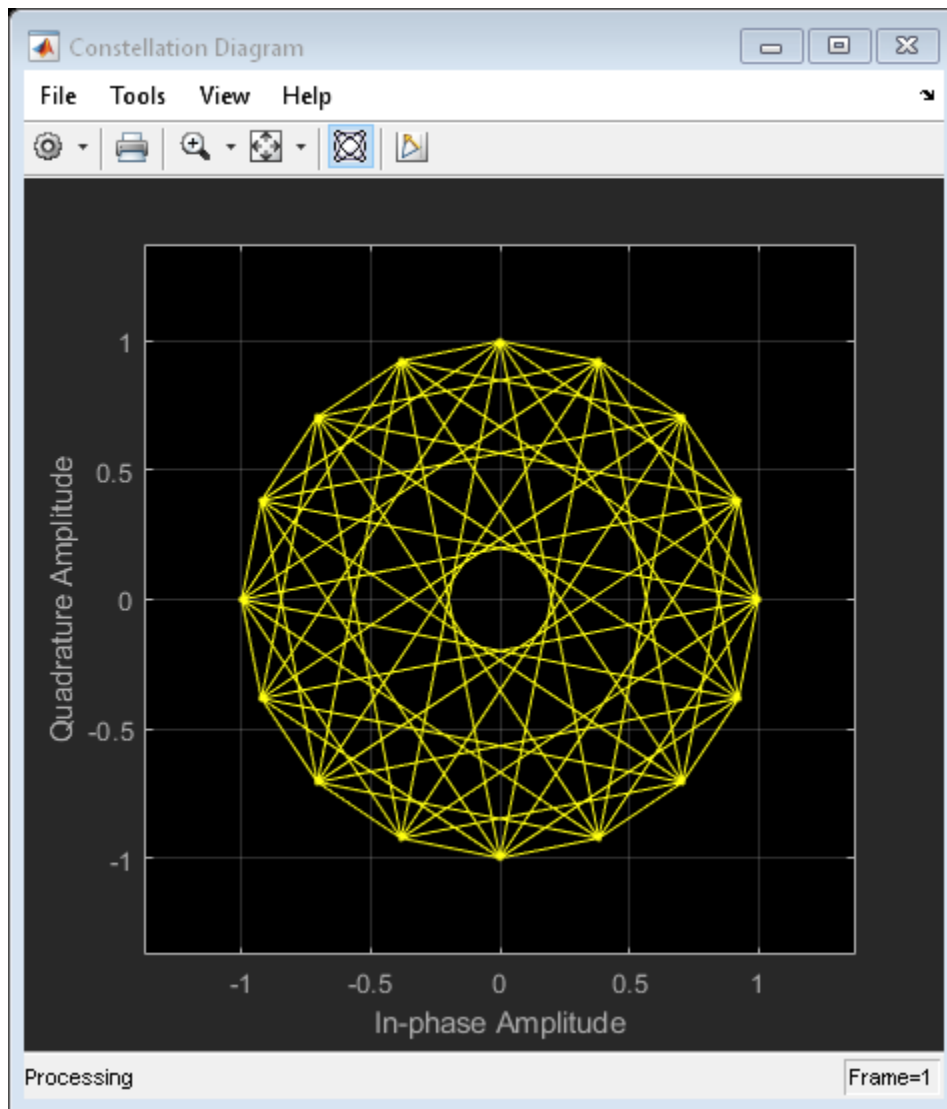 Constellation Diagram
File Tools View Help
1
0.5
0
-0.5
-1
Quadrature Amplitude
-1 -0.5 0 0.5 1
In-phase Amplitude
Processing Frame=1